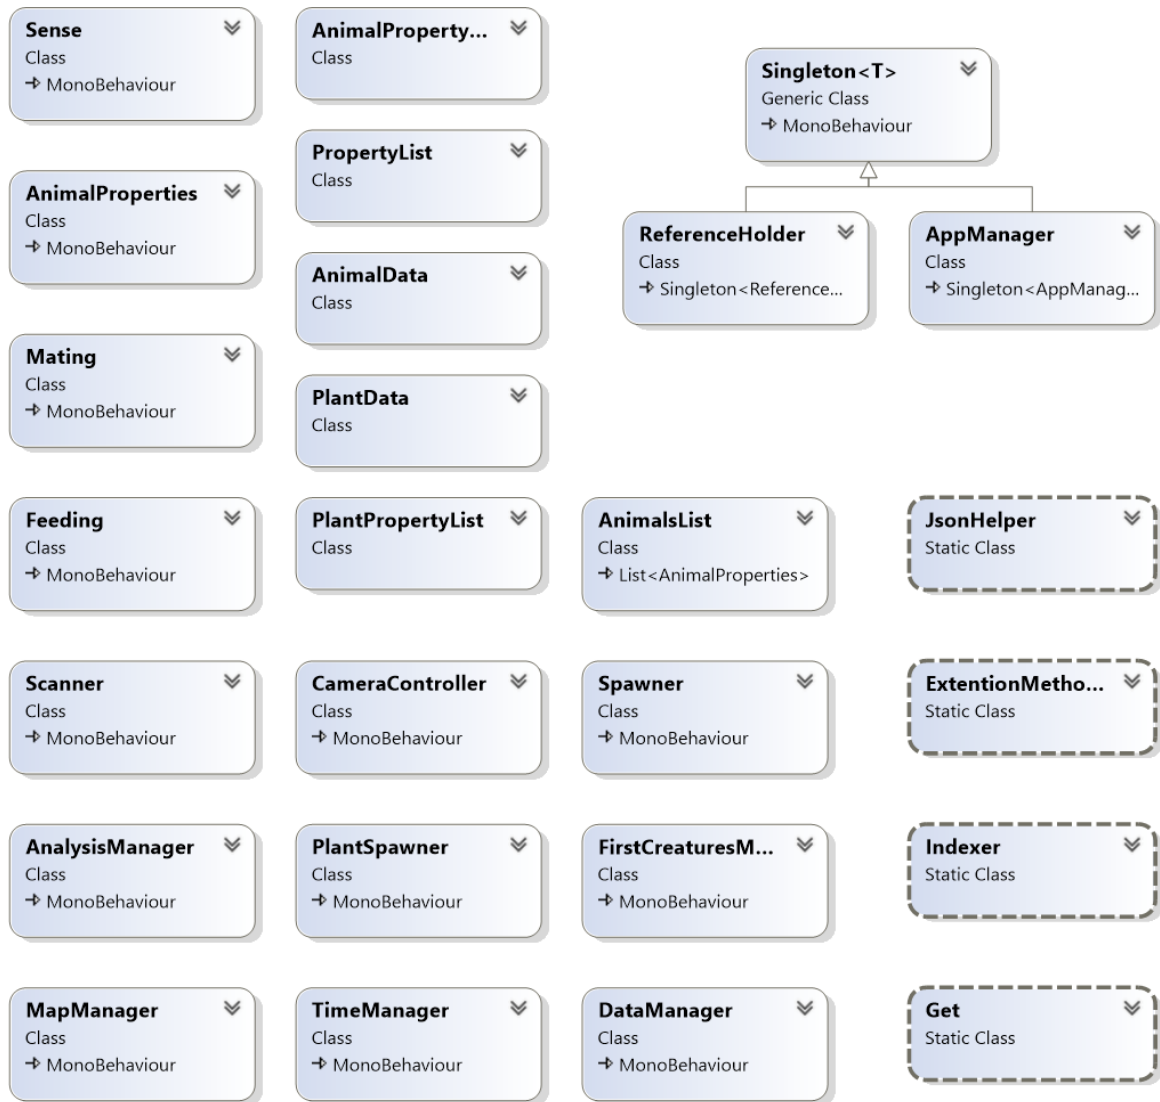 Sense
Class
MonoBehaviour
AnimalProperty...
Class
Singleton<T>
Generic Class
MonoBehaviour
PropertyList
Class
AnimalProperties
Class
MonoBehaviour
ReferenceHolder
Class
Singleton<Reference...
AppManager
Class
Singleton<AppManag...
AnimalData
Class
Mating
Class
MonoBehaviour
PlantData
Class
Feeding
Class
MonoBehaviour
PlantPropertyList
Class
AnimalsList
Class
List<AnimalProperties>
JsonHelper
Static Class
Scanner
Class
MonoBehaviour
CameraController
Class
MonoBehaviour
Spawner
Class
MonoBehaviour
ExtentionMetho...
Static Class
AnalysisManager
Class
MonoBehaviour
PlantSpawner
Class
MonoBehaviour
FirstCreaturesM...
Class
MonoBehaviour
Indexer
Static Class
MapManager
Class
MonoBehaviour
TimeManager
Class
MonoBehaviour
DataManager
Class
MonoBehaviour
Get
Static Class